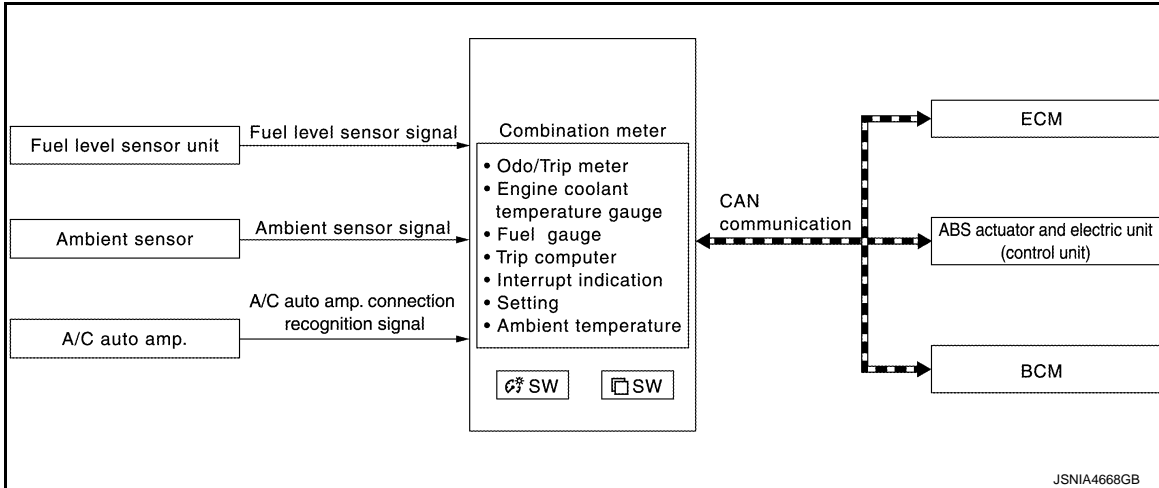 Fuel level sensor unit
Fuel level sensor signal
Ambient sensor
Ambient sensor signal
A/C auto amp.
A/C auto amp. connection
recognition signal
Combination meter
• Odo/Trip meter
• Engine coolant
temperature gauge
• Fuel gauge
• Trip computer
• Interrupt indication
• Setting
• Ambient temperature
SW
SW
CAN
communication
ECM
ABS actuator and electric unit
(control unit)
BCM
JSNIA4668GB